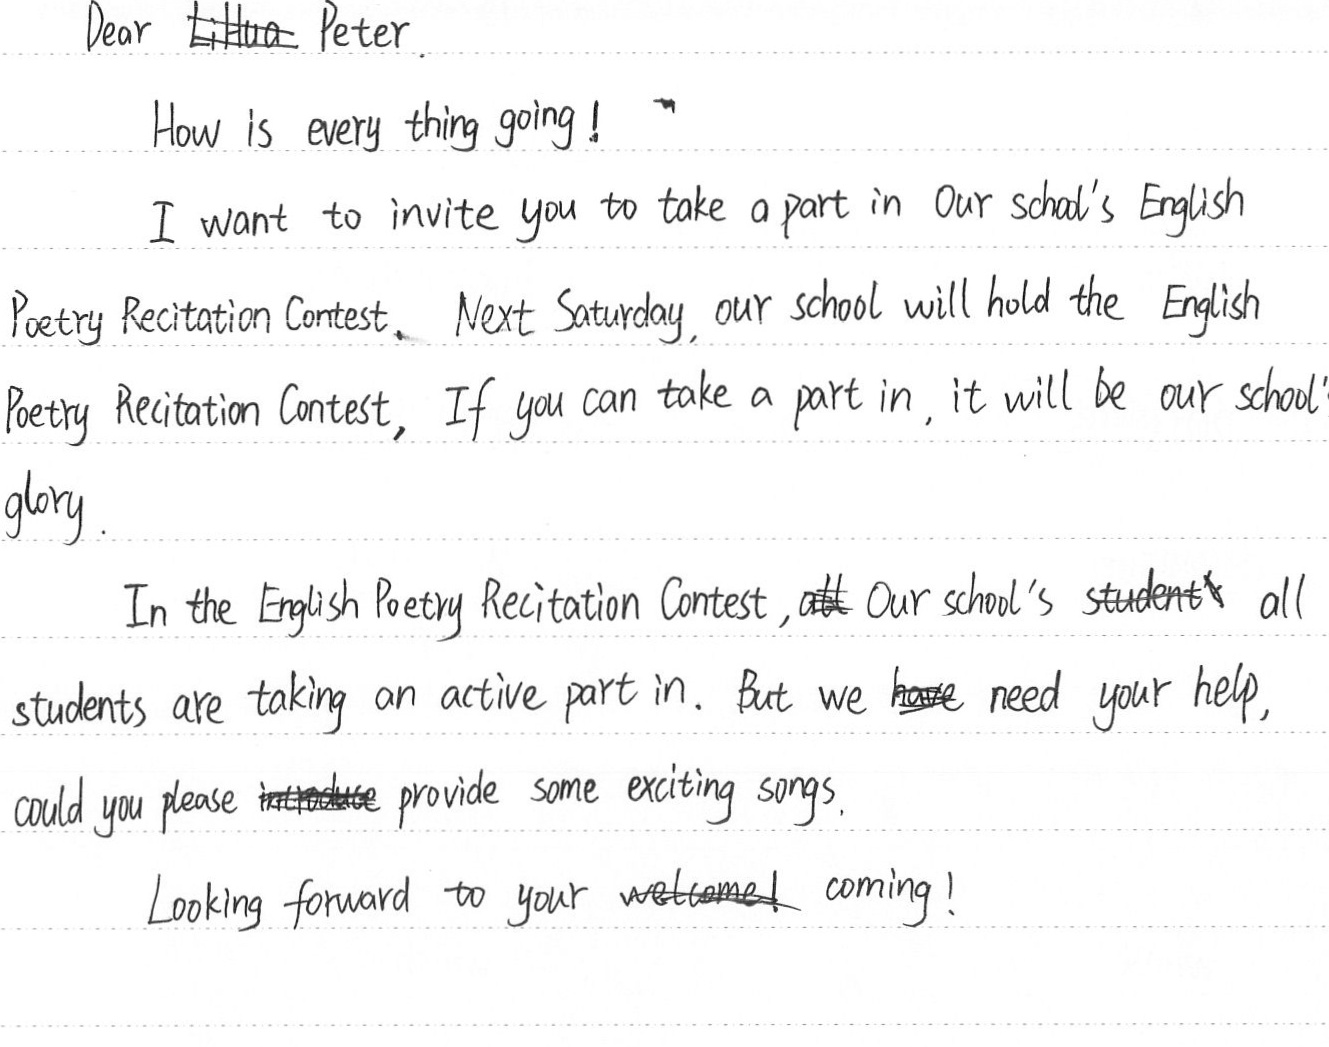 Dear LiHua Peter.
How is every thing going!
I want to invite you to take a part in Our school's English
Poetry Recitation Contest. Next Saturday, our school will hold the English
Poetry Recitation Contest, If you can take a part in, it will be our school'
glory.
In the English Poetry Recitation Contest, all Our school's students all
students are taking an active part in. But we have need your help,
could you please introduce provide some exciting songs.
Looking forward to your welcome! coming!